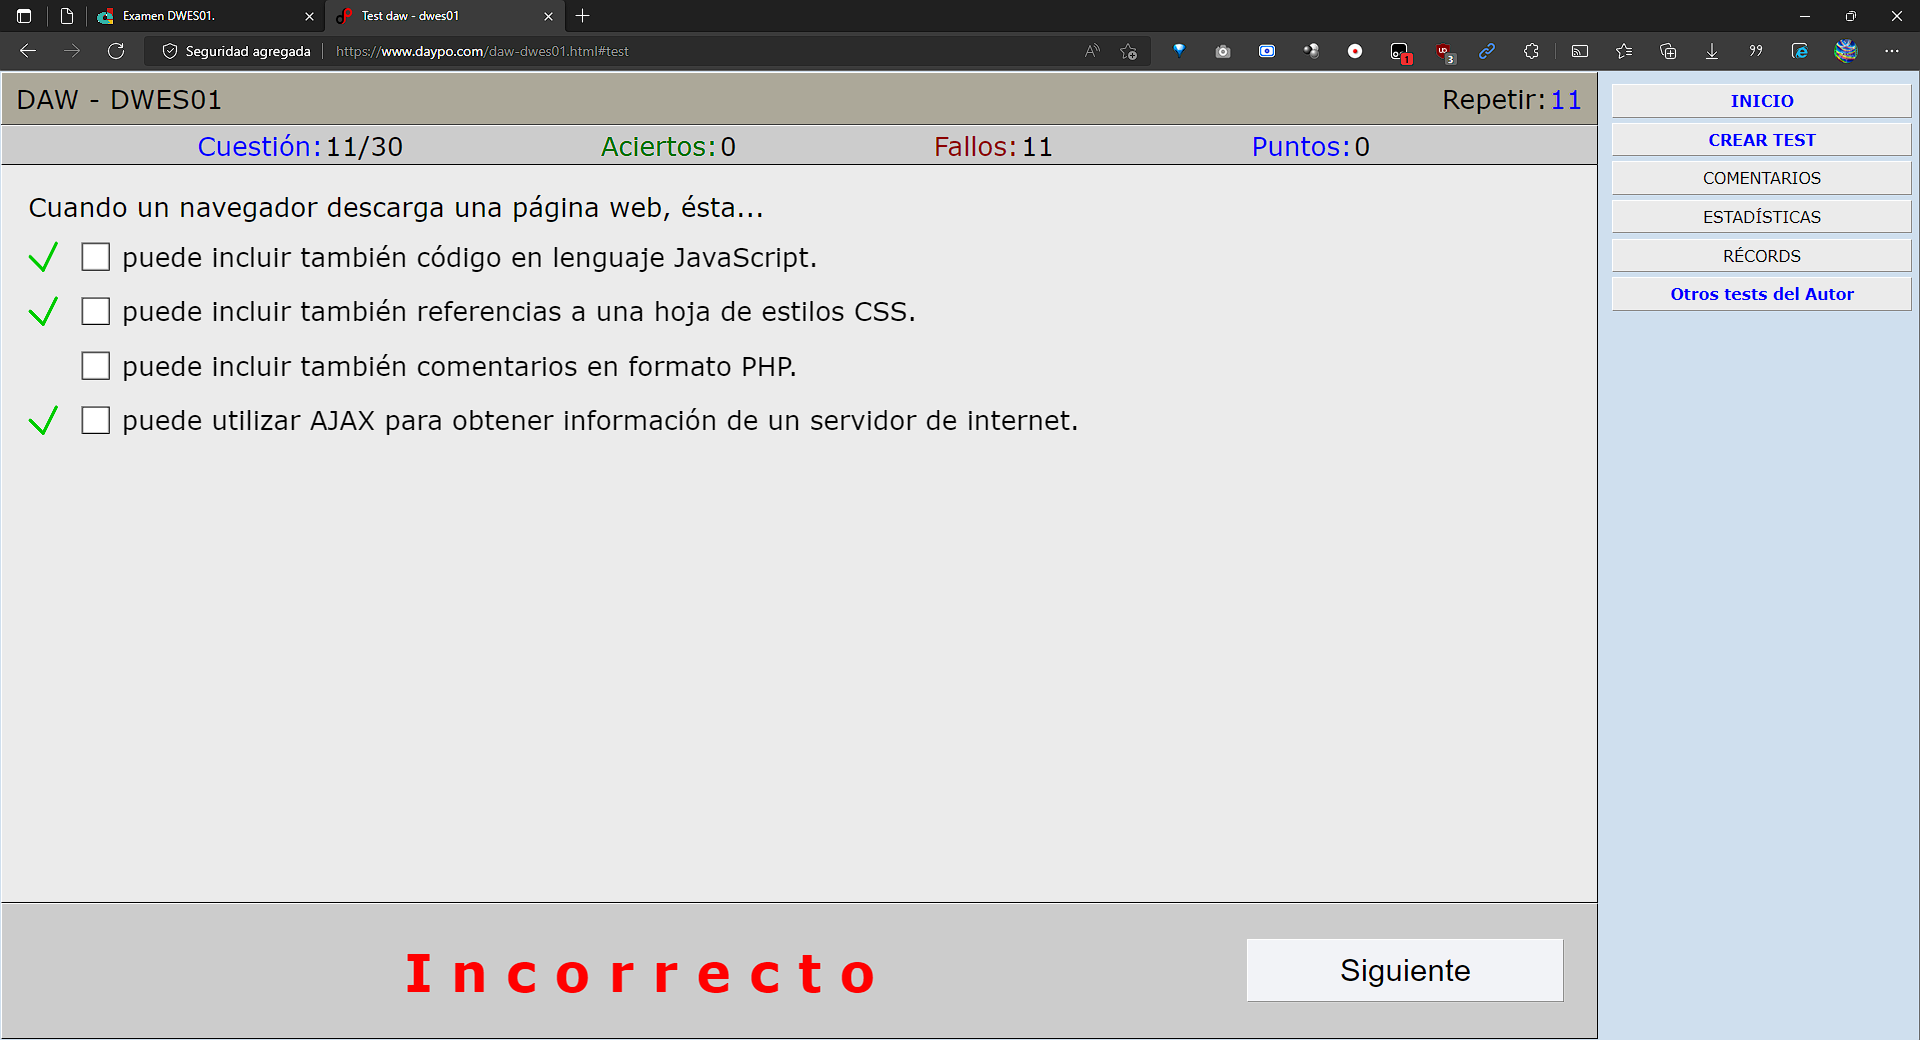 Examen DWES01.
Test daw - dwes01
Seguridad agregada
https://www.daypo.com/daw-dwes01.html#test
1
3
DAW - DWES01
Repetir: 11
Cuestión: 11/30
Aciertos: 0
Fallos: 11
Puntos: 0
Cuando un navegador descarga una página web, ésta...
puede incluir también código en lenguaje JavaScript.
puede incluir también referencias a una hoja de estilos CSS.
puede incluir también comentarios en formato PHP.
puede utilizar AJAX para obtener información de un servidor de internet.
Incorrecto
Siguiente
INICIO
CREAR TEST
COMENTARIOS
ESTADÍSTICAS
RÉCORDS
Otros tests del Autor